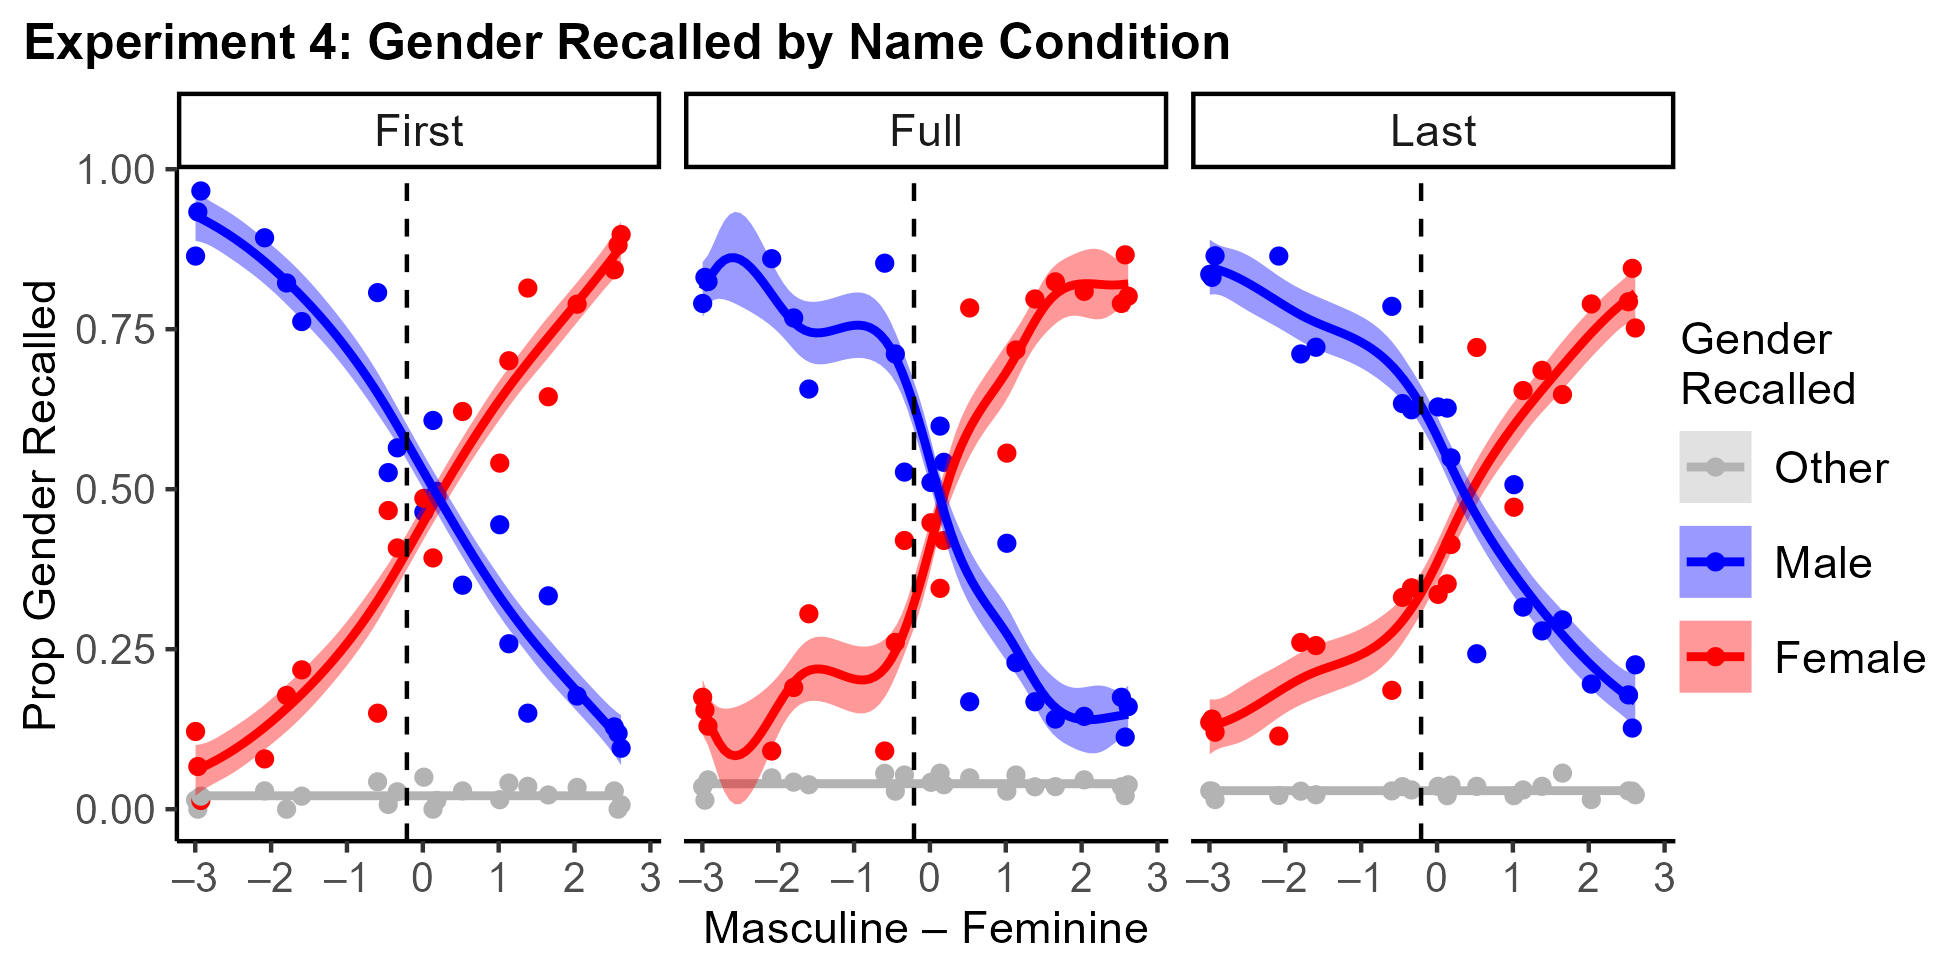 Experiment 4: Gender Recalled by Name Condition
First
Full
Last
Prop Gender Recalled
1.00
0.75
0.50
0.25
0.00
–3 –2 –1 0 1 2 3
–3 –2 –1 0 1 2 3
–3 –2 –1 0 1 2 3
Masculine – Feminine
Gender
Recalled
Other
Male
Female